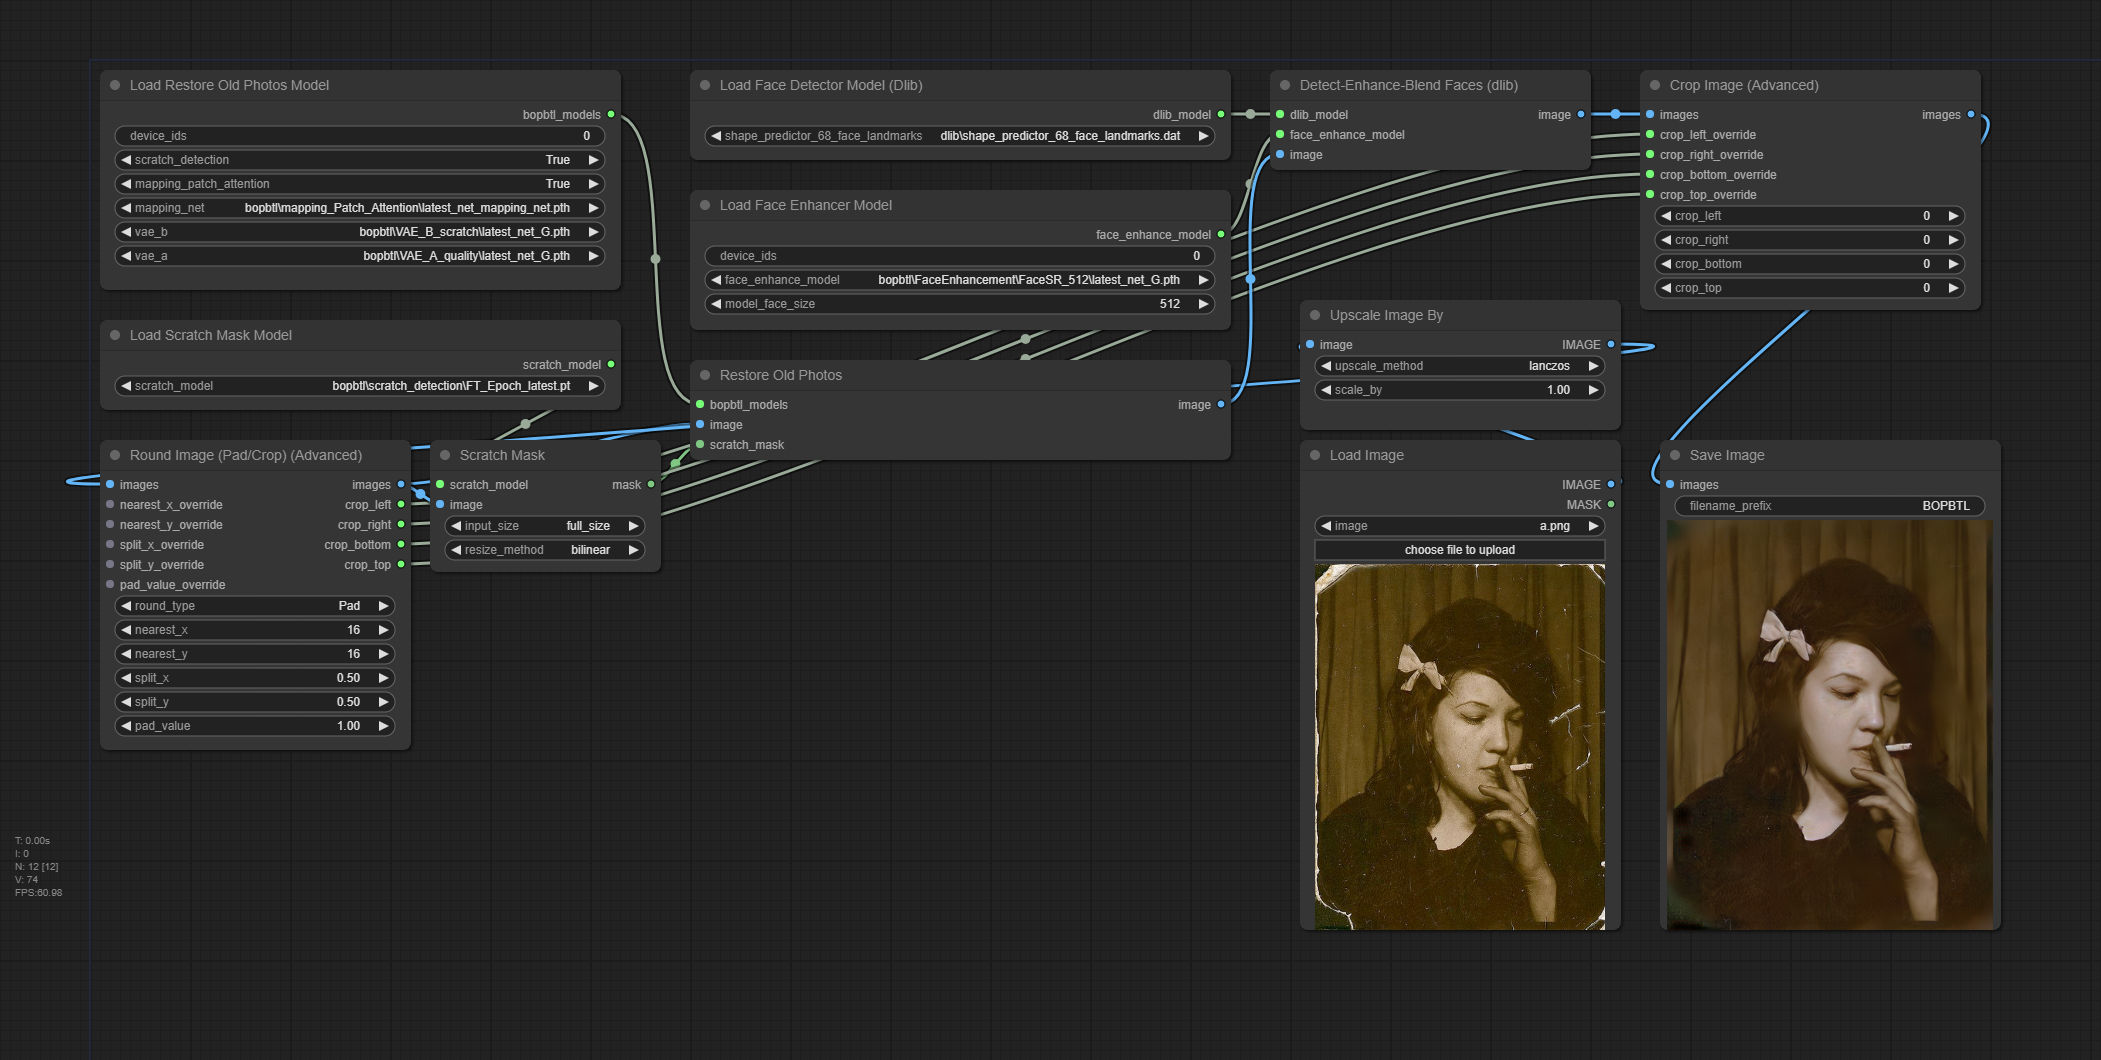 Load Restore Old Photos Model
bopbtl_models
device_ids 0
scratch_detection True
mapping_patch_attention True
mapping_net bopbtl\mapping_Patch_Attention\latest_net_mapping_net.pth
vae_b bopbtl\VAE_B_scratch\latest_net_G.pth
vae_a bopbtl\VAE_A_quality\latest_net_G.pth
Load Scratch Mask Model
scratch_model
scratch_model bopbtl\scratch_detection\FT_Epoch_latest.pt
Round Image (Pad/Crop) (Advanced)
images images
nearest_x_override crop_left
nearest_y_override crop_right
split_x_override crop_bottom
split_y_override crop_top
pad_value_override
round_type Pad
nearest_x 16
nearest_y 16
split_x 0.50
split_y 0.50
pad_value 1.00
Scratch Mask
scratch_model mask
image
input_size full_size
resize_method bilinear
Load Face Detector Model (Dlib)
dlib_model
shape_predictor_68_face_landmarks dlib\shape_predictor_68_face_landmarks.dat
Load Face Enhancer Model
face_enhance_model
device_ids 0
face_enhance_model bopbtl\FaceEnhancement\FaceSR_512\latest_net_G.pth
model_face_size 512
Restore Old Photos
bopbtl_models image
image
scratch_mask
Detect-Enhance-Blend Faces (dlib)
dlib_model image
face_enhance_model
image
Crop Image (Advanced)
images images
crop_left_override
crop_right_override
crop_bottom_override
crop_top_override
crop_left 0
crop_right 0
crop_bottom 0
crop_top 0
Upscale Image By
image IMAGE
upscale_method lanczos
scale_by 1.00
Load Image
IMAGE
MASK
image a.png
choose file to upload
Save Image
images
filename_prefix BOPBTL
T: 0.00s
I: 0
N: 12 [12]
V: 74
FPS:60.98